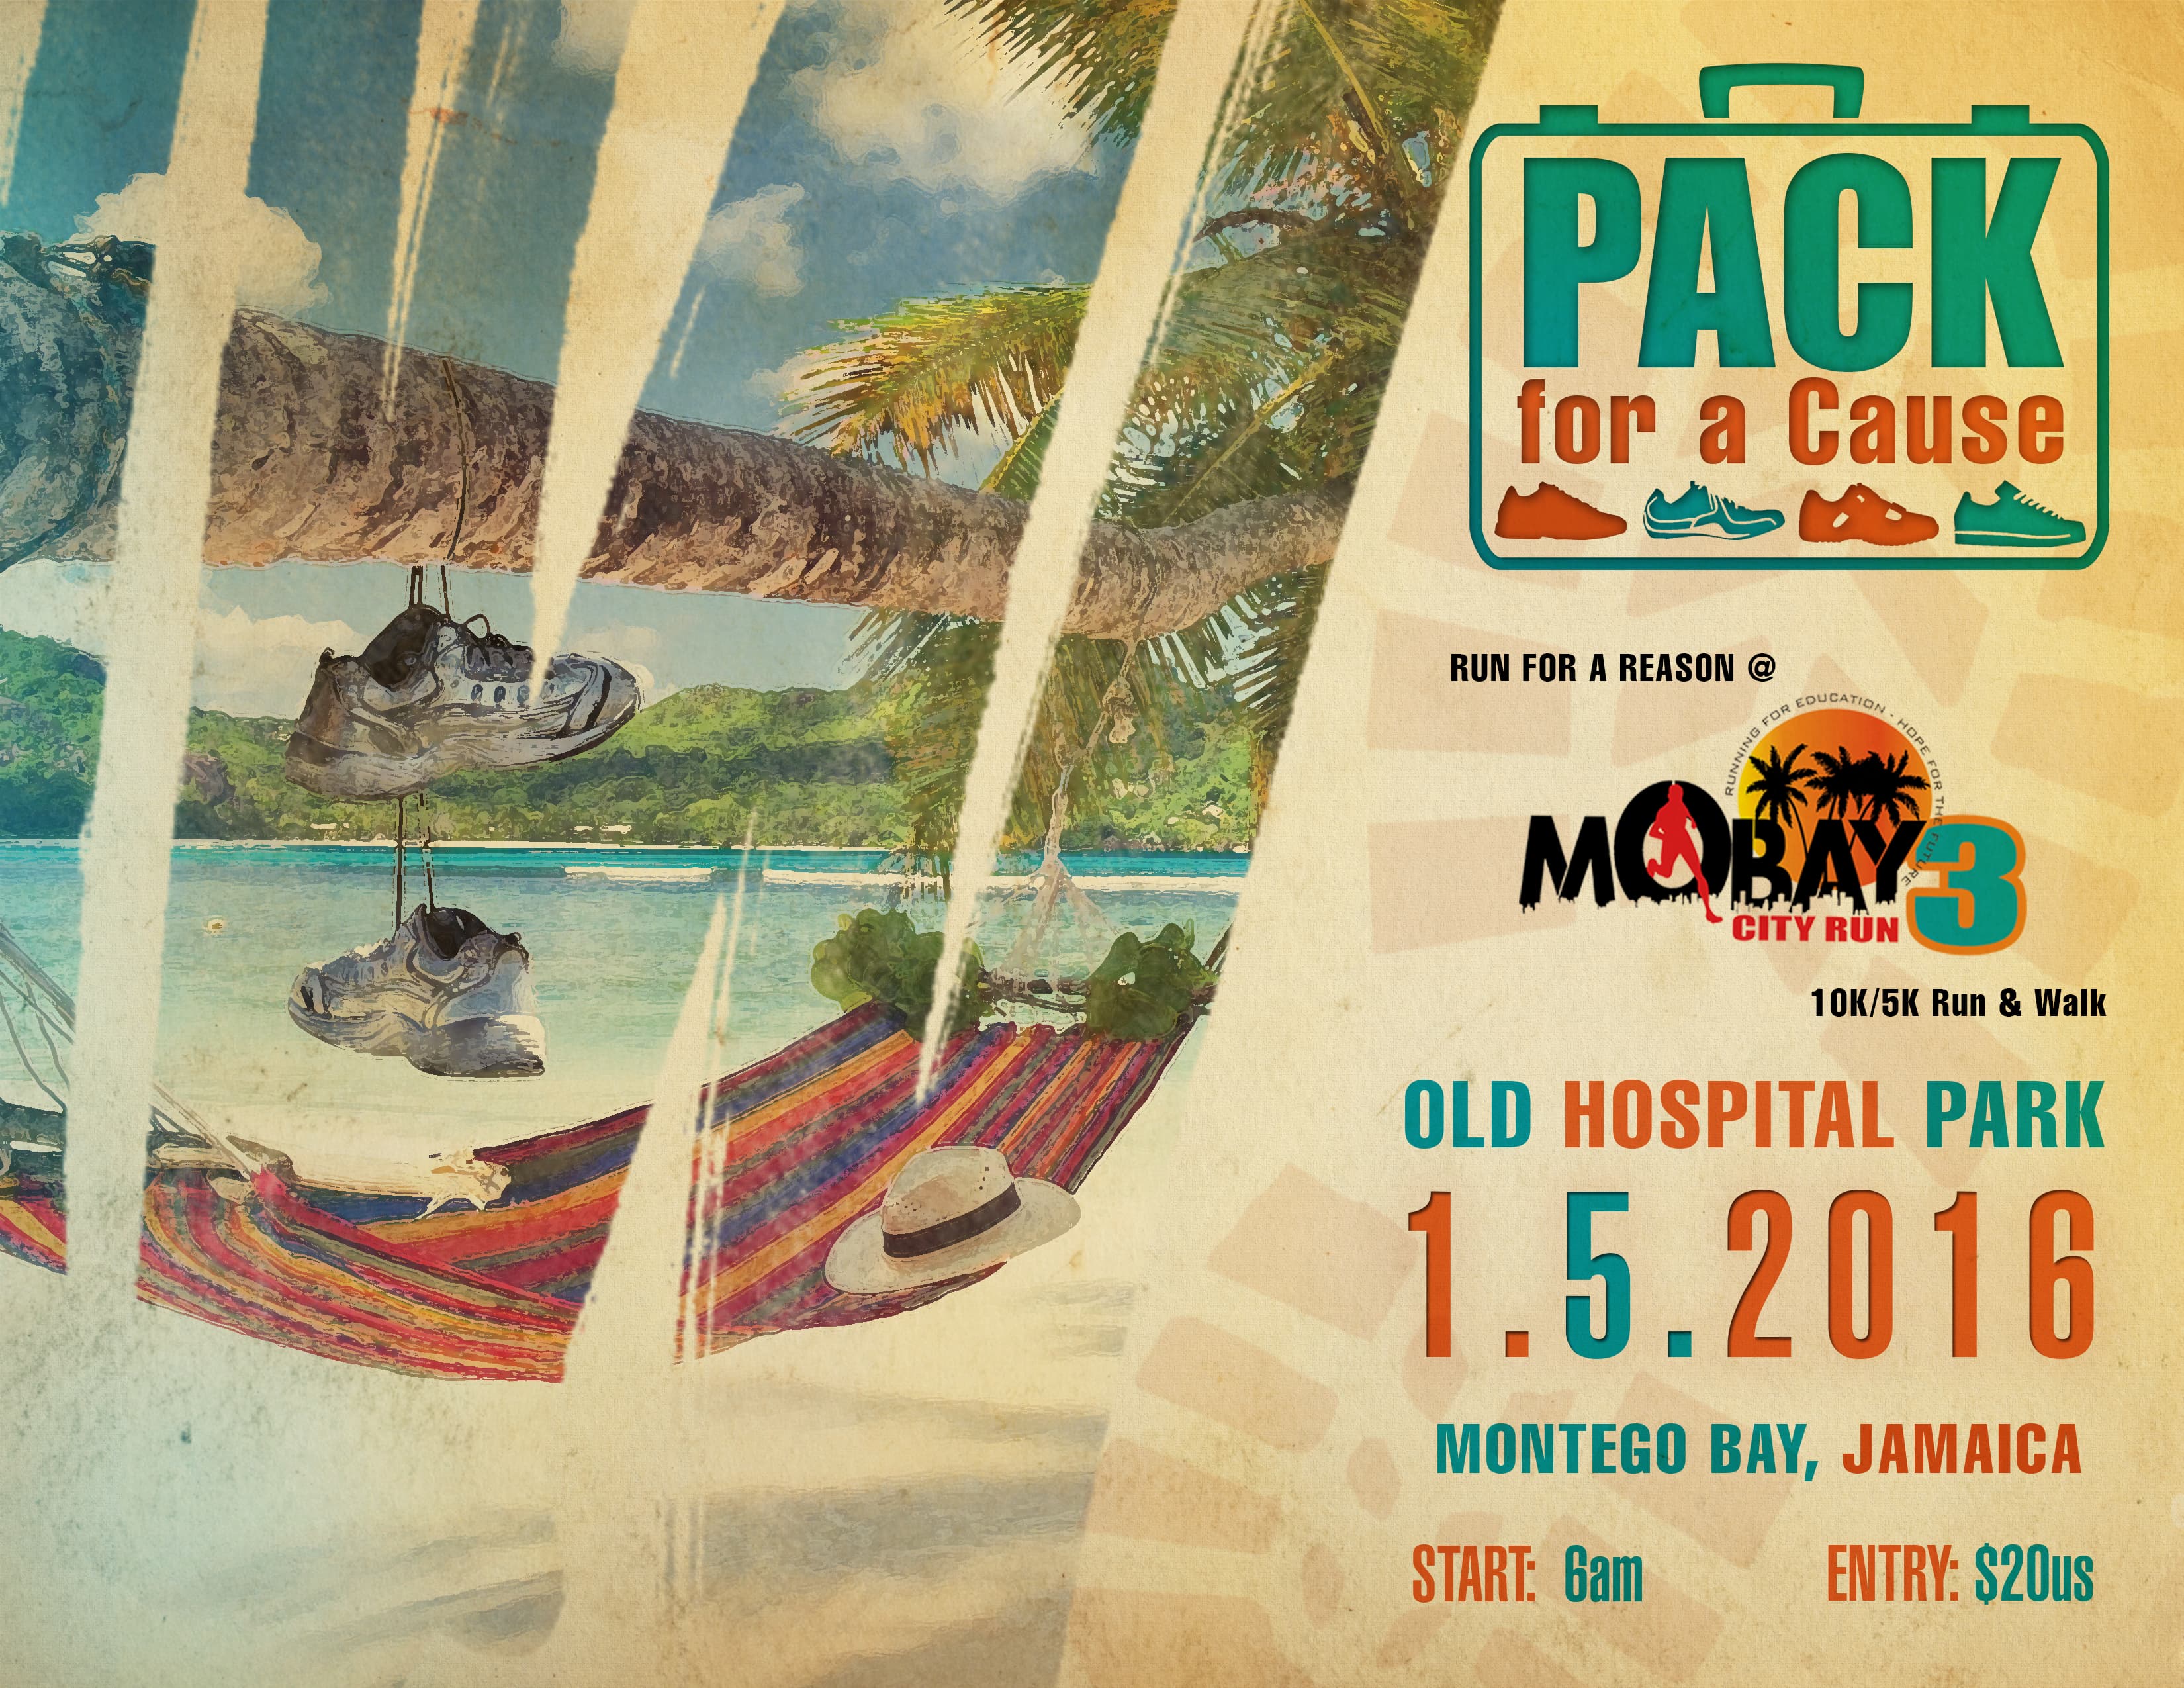 PACK
for a Cause
RUN FOR A REASON @
RUNNING FOR EDUCATION - HOPE FOR THE FUTURE
MOBAY 3
CITY RUN
10K/5K Run & Walk
OLD HOSPITAL PARK
1.5.2016
MONTEGO BAY, JAMAICA
START: 6am ENTRY: $20us